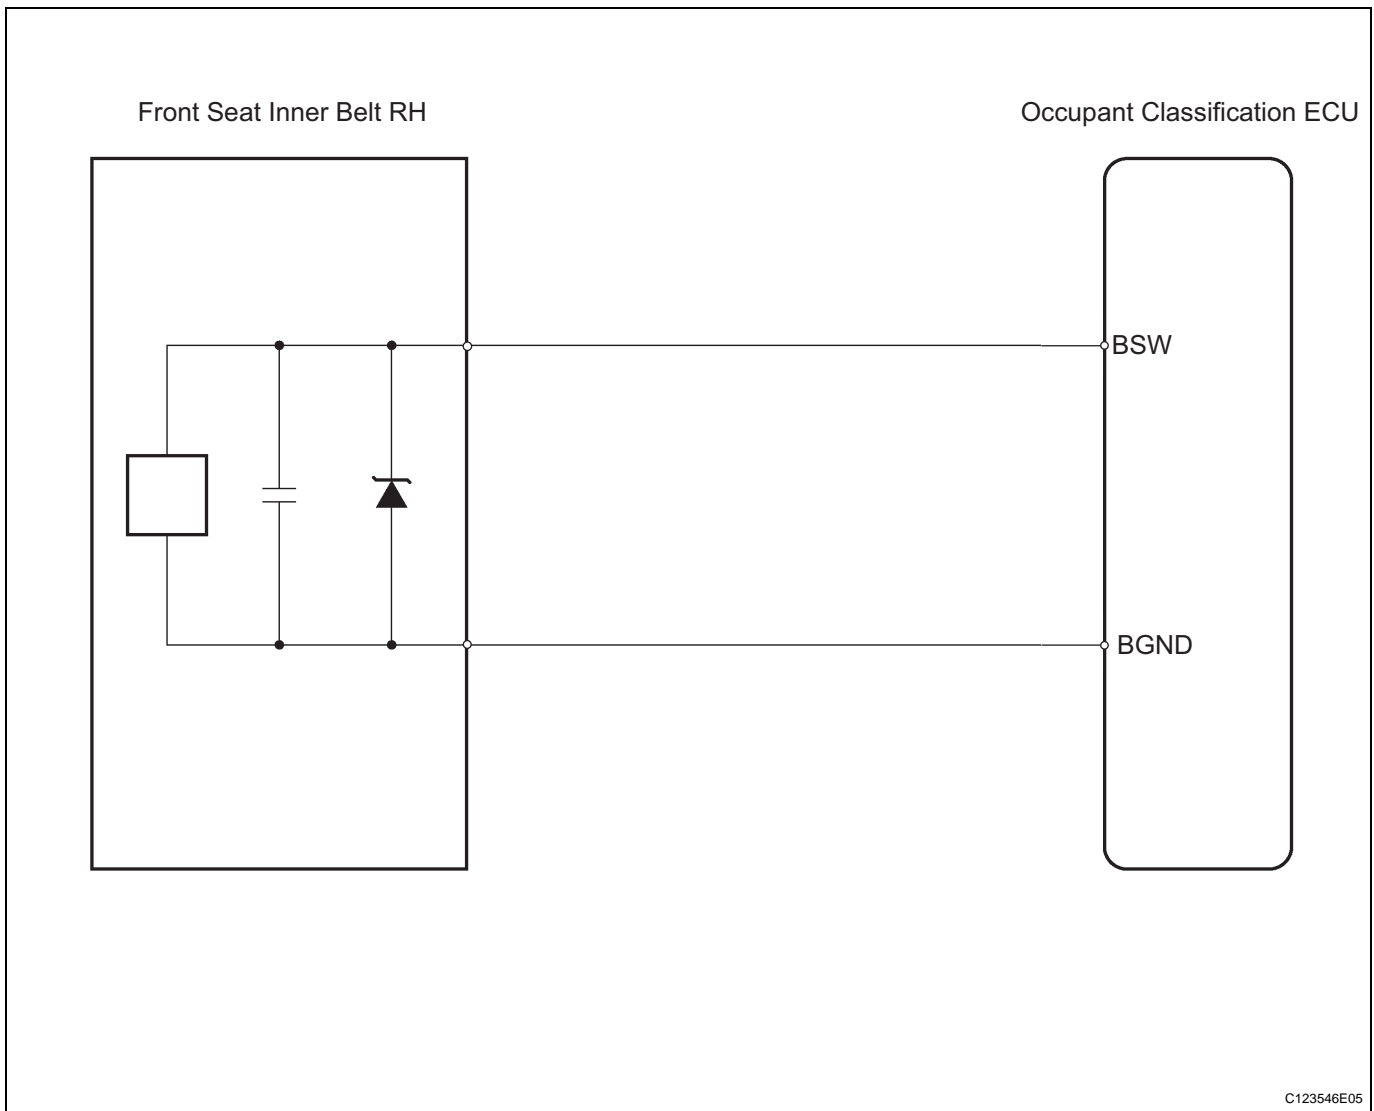 Front Seat Inner Belt RH
Occupant Classification ECU
BSW
BGND
C123546E05